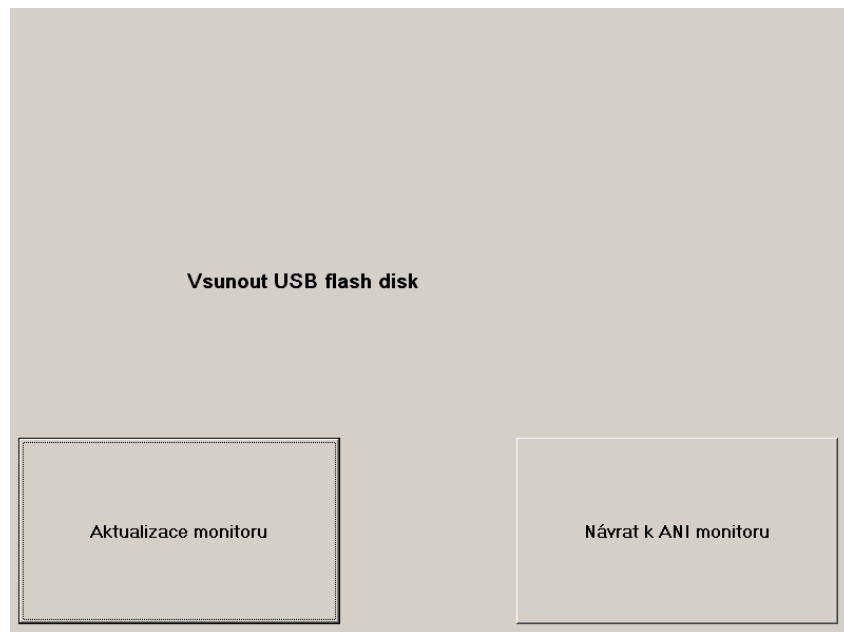 Vsunout USB flash disk
Aktualizace monitoru
Návrat k ANI monitoru